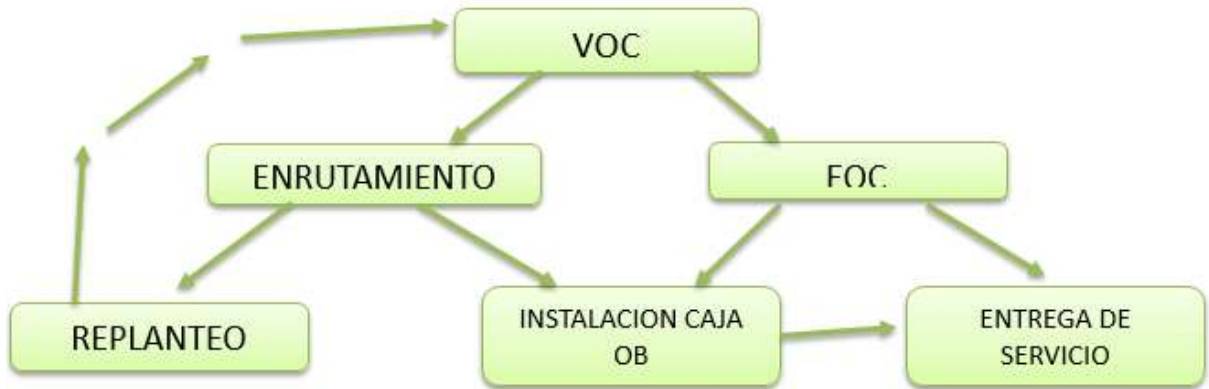 VOC
ENRUTAMIENTO
FOC
REPLANTEO
INSTALACION CAJA
OB
ENTREGA DE
SERVICIO